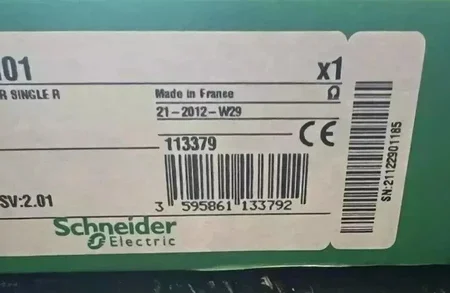 101 x1
R SINGLE R
Made in France Ω
21-2012-W29
113379
CE
3 595861 133792
SV:2.01
Schneider
Electric
SN:21122901185